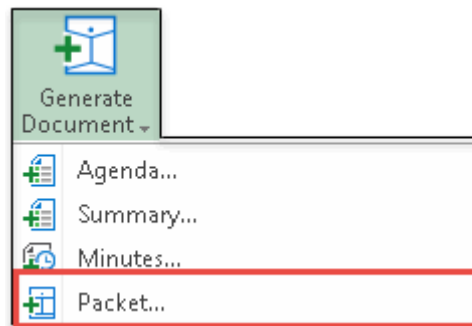 Generate
Document
Agenda...
Summary...
Minutes...
Packet...